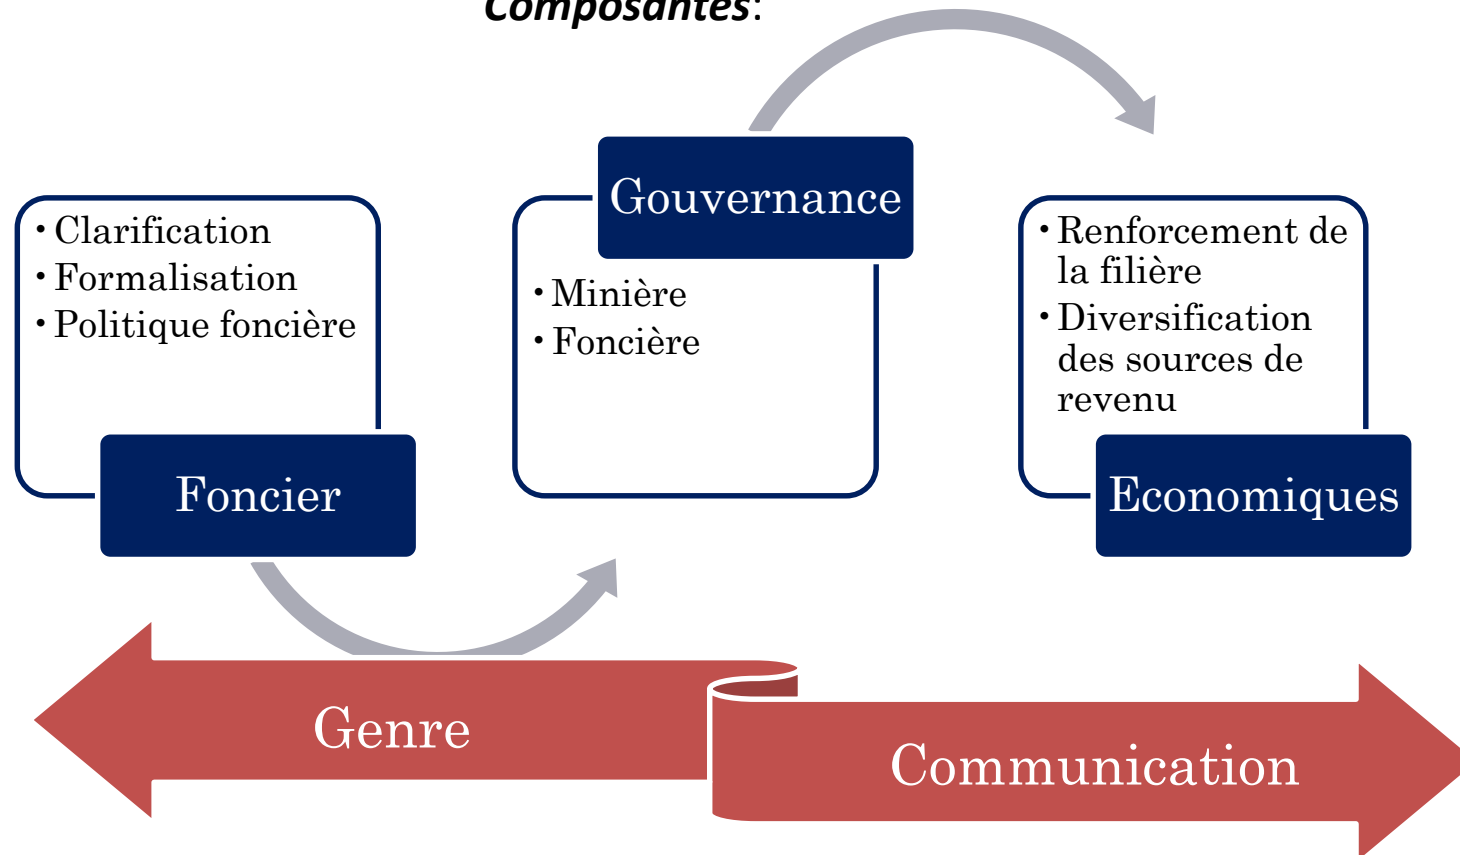 Composantes:
• Clarification
• Formalisation
• Politique foncière
Foncier
Gouvernance
• Minière
• Foncière
• Renforcement de
la filière
• Diversification
des sources de
revenu
Economiques
Genre
Communication